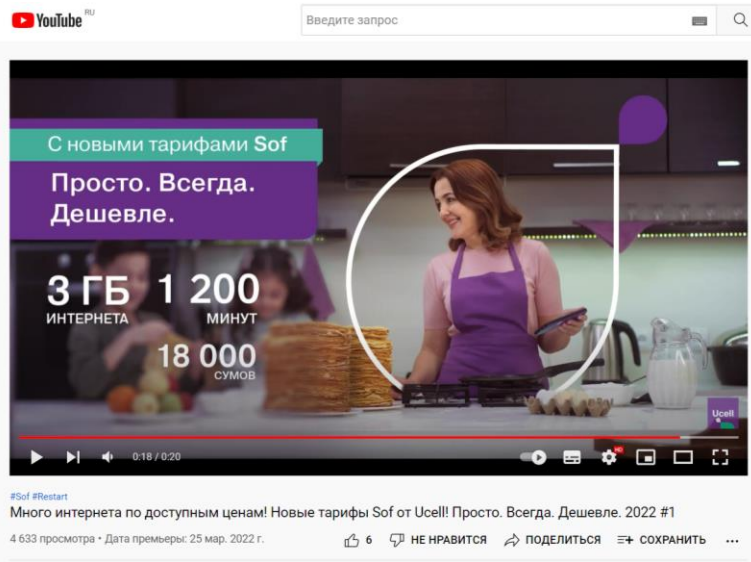 YouTube RU
Введите запрос
С новыми тарифами Sof
Просто. Всегда.
Дешевле.
3 ГБ 1 200
ИНТЕРНЕТА МИНУТ
18 000
СУМОВ
Ucell
0:18 / 0:20
HD
#Sof #Restart
Много интернета по доступным ценам! Новые тарифы Sof от Ucell! Просто. Всегда. Дешевле. 2022 #1
4 633 просмотра • Дата премьеры: 25 мар. 2022 г. 6 НЕ НРАВИТСЯ ПОДЕЛИТЬСЯ СОХРАНИТЬ ...